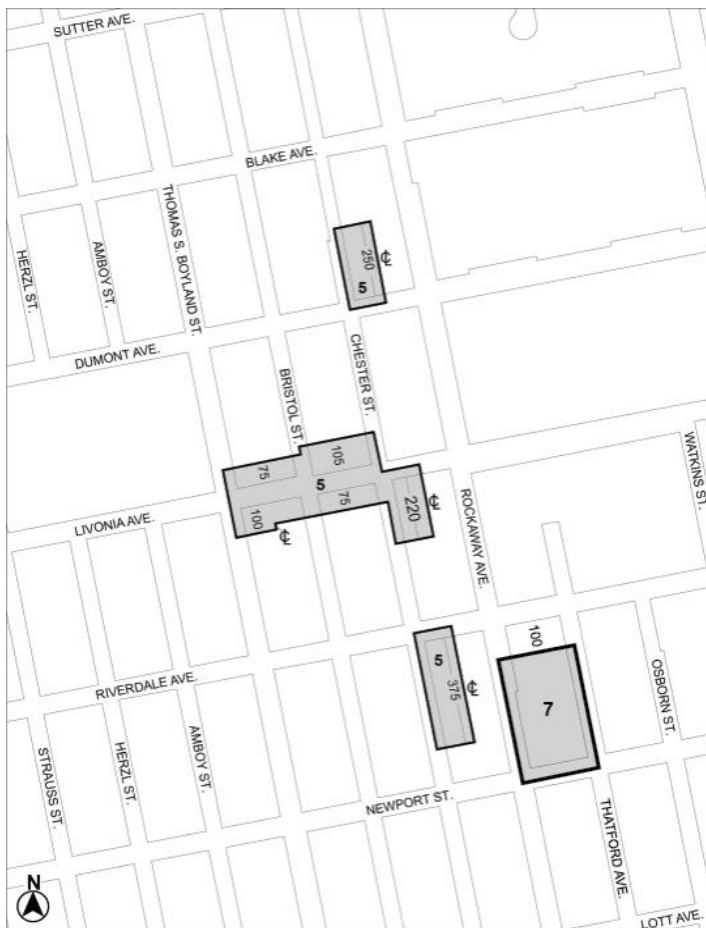 SUTTER AVE.
BLAKE AVE.
THOMAS S. BOYLAND ST.
HERZL ST.
AMBOY ST.
250
℄
5
DUMONT AVE.
CHESTER ST.
BRISTOL ST.
75
105
5
WATKINS ST.
100
75
220
℄
ROCKAWAY AVE.
LIVONIA AVE.
℄
100
5
375
℄
RIVERDALE AVE.
7
OSBORN ST.
STRAUSS ST.
HERZL ST.
AMBOY ST.
NEWPORT ST.
THATFORD AVE.
N
LOTT AVE.